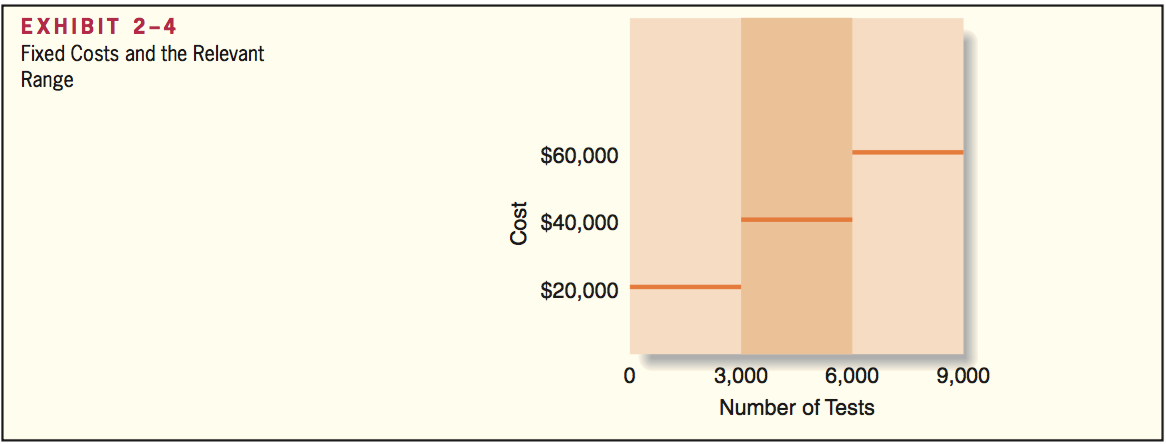 EXHIBIT 2–4
Fixed Costs and the Relevant
Range
$60,000
$40,000
$20,000
Cost
0 3,000 6,000 9,000
Number of Tests